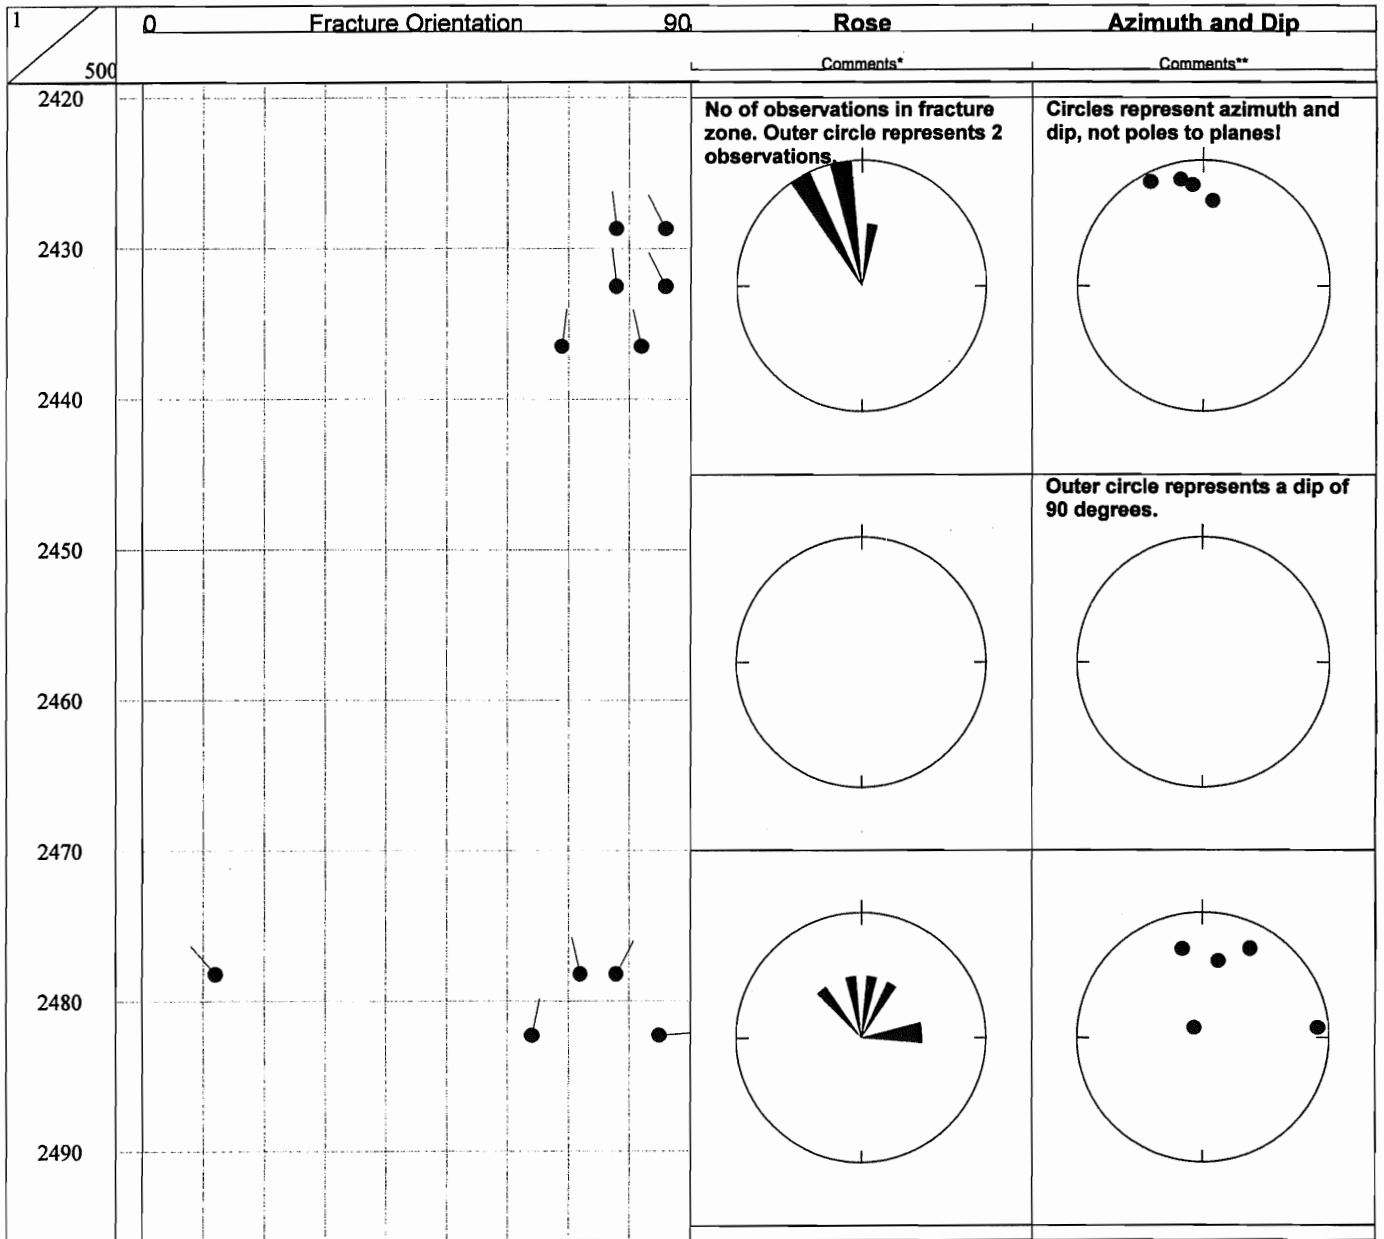 1
500
0 Fracture Orientation 90
Rose
Comments*
Azimuth and Dip
Comments**
2420
2430
2440
2450
2460
2470
2480
2490
No of observations in fracture
zone. Outer circle represents 2
observations.
Circles represent azimuth and
dip, not poles to planes!
Outer circle represents a dip of
90 degrees.